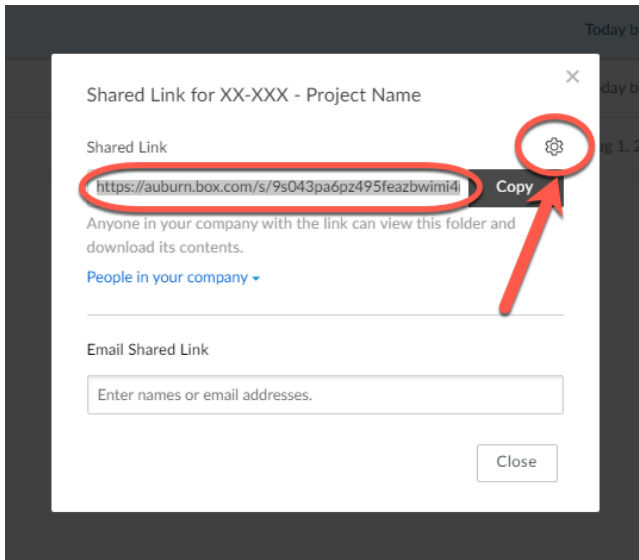 Today b
Shared Link for XX-XXX - Project Name
day b
Shared Link
g 1, 2
https://auburn.box.com/s/9s043pa6pz495feazbwimi4
Copy
Anyone in your company with the link can view this folder and
download its contents.
People in your company
Email Shared Link
Enter names or email addresses.
Close